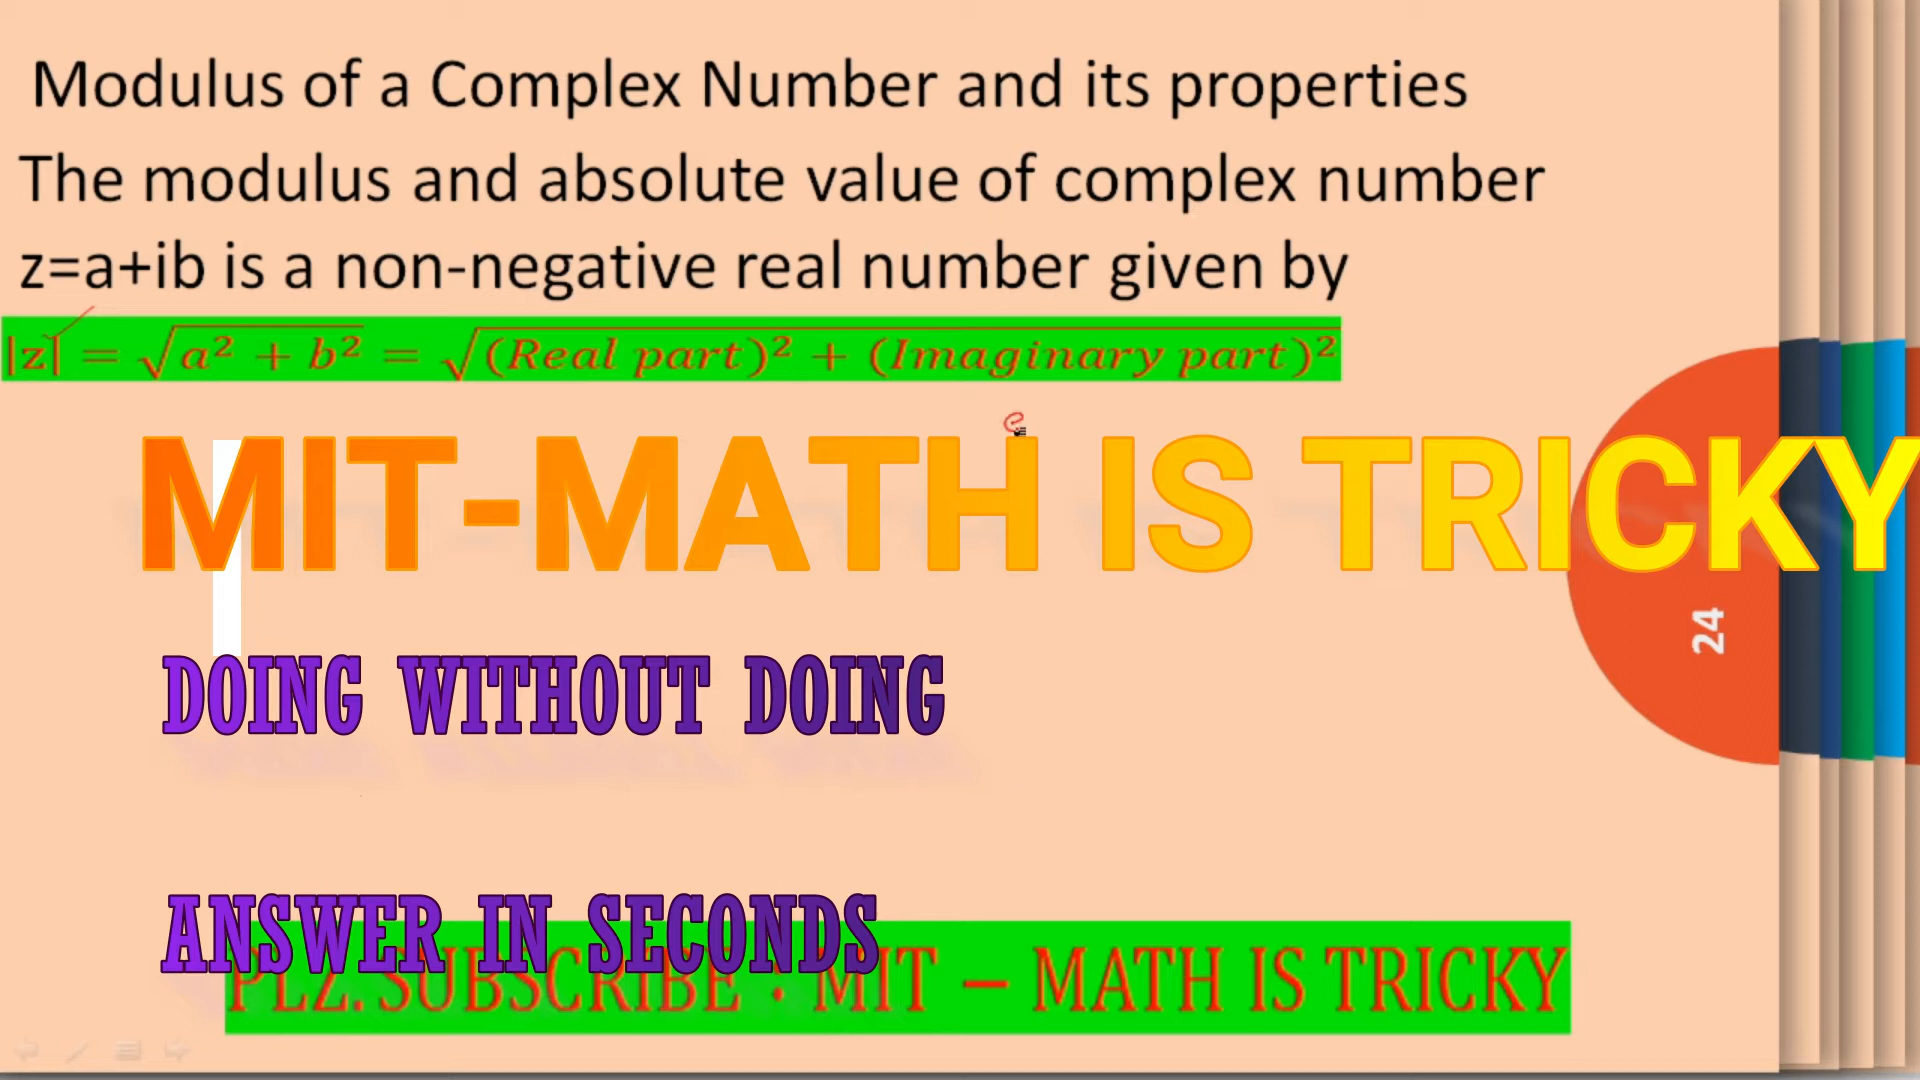 Modulus of a Complex Number and its properties
The modulus and absolute value of complex number
z=a+ib is a non-negative real number given by
|z| = √(a² + b²) = √((Real part)² + (Imaginary part)²)
MIT-MATH IS TRICKY
24
DOING WITHOUT DOING
ANSWER IN SECONDS
PLZ. SUBSCRIBE : MIT – MATH IS TRICKY